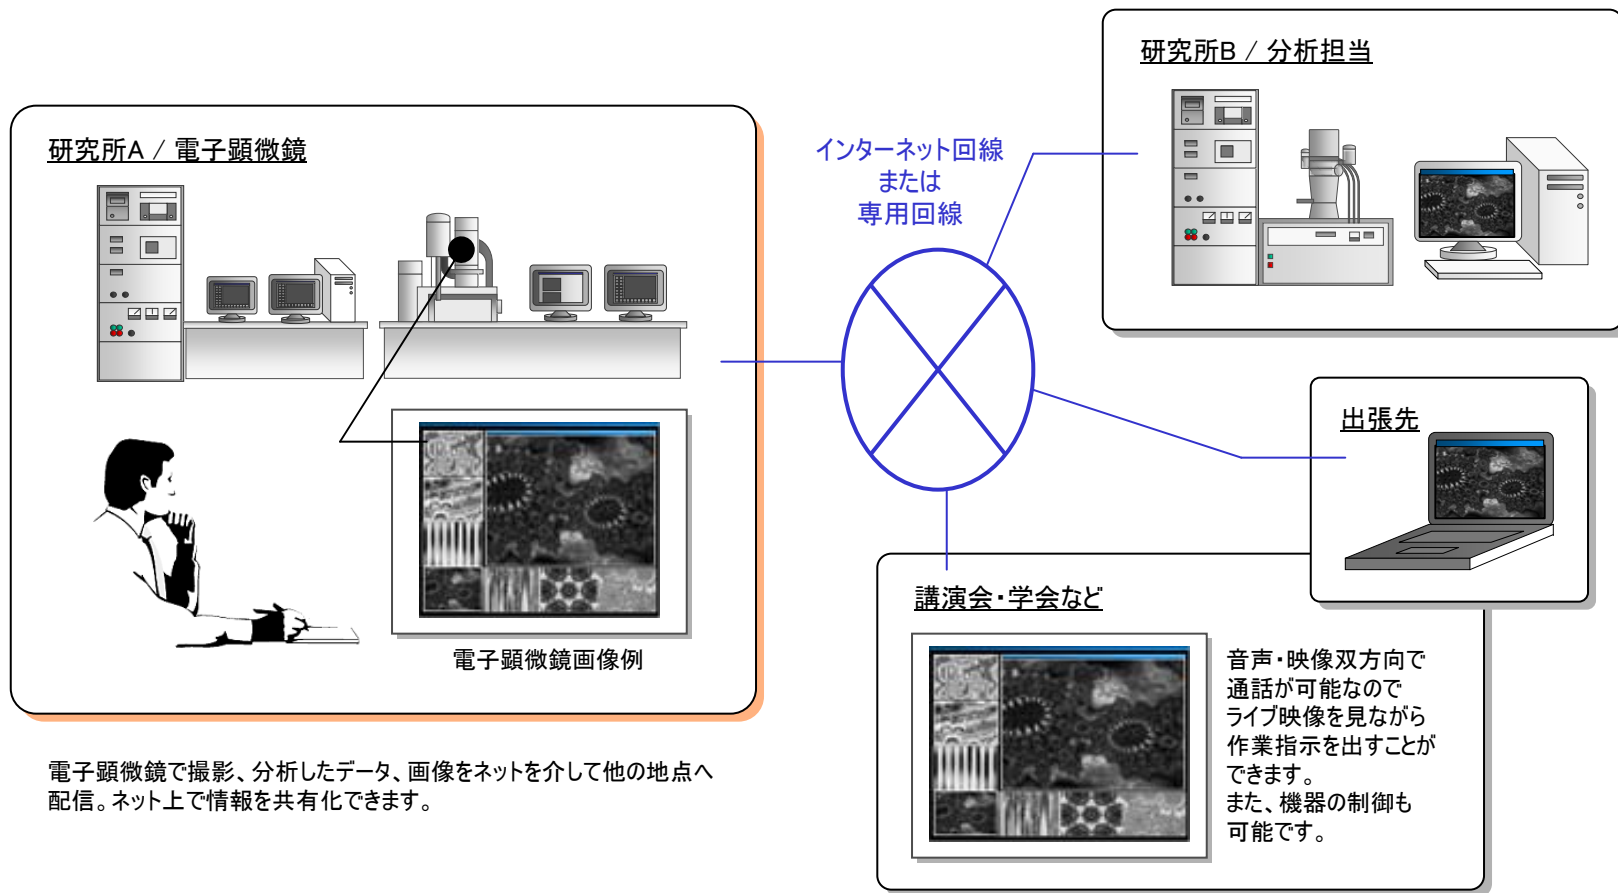 研究所A / 電子顕微鏡
電子顕微鏡画像例
電子顕微鏡で撮影、分析したデータ、画像をネットを介して他の地点へ
配信。ネット上で情報を共有化できます。
インターネット回線
または
専用回線
研究所B / 分析担当
出張先
講演会・学会など
音声・映像双方向で
通話が可能なので
ライブ映像を見ながら
作業指示を出すことが
できます。
また、機器の制御も
可能です。